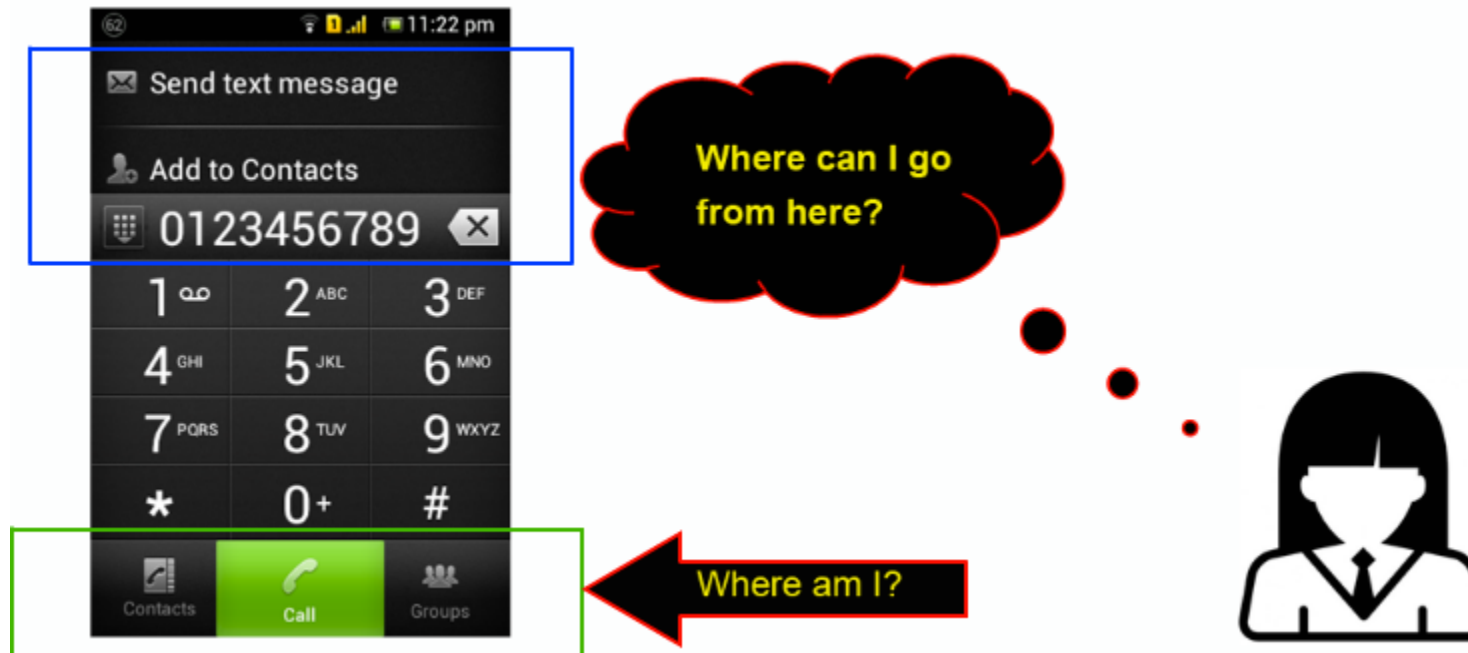 62 1 11:22 pm
Send text message
Add to Contacts
0123456789
1 2 ABC 3 DEF
4 GHI 5 JKL 6 MNO
7 PQRS 8 TUV 9 WXYZ
* 0 + #
Contacts Call Groups
Where can I go
from here?
Where am I?